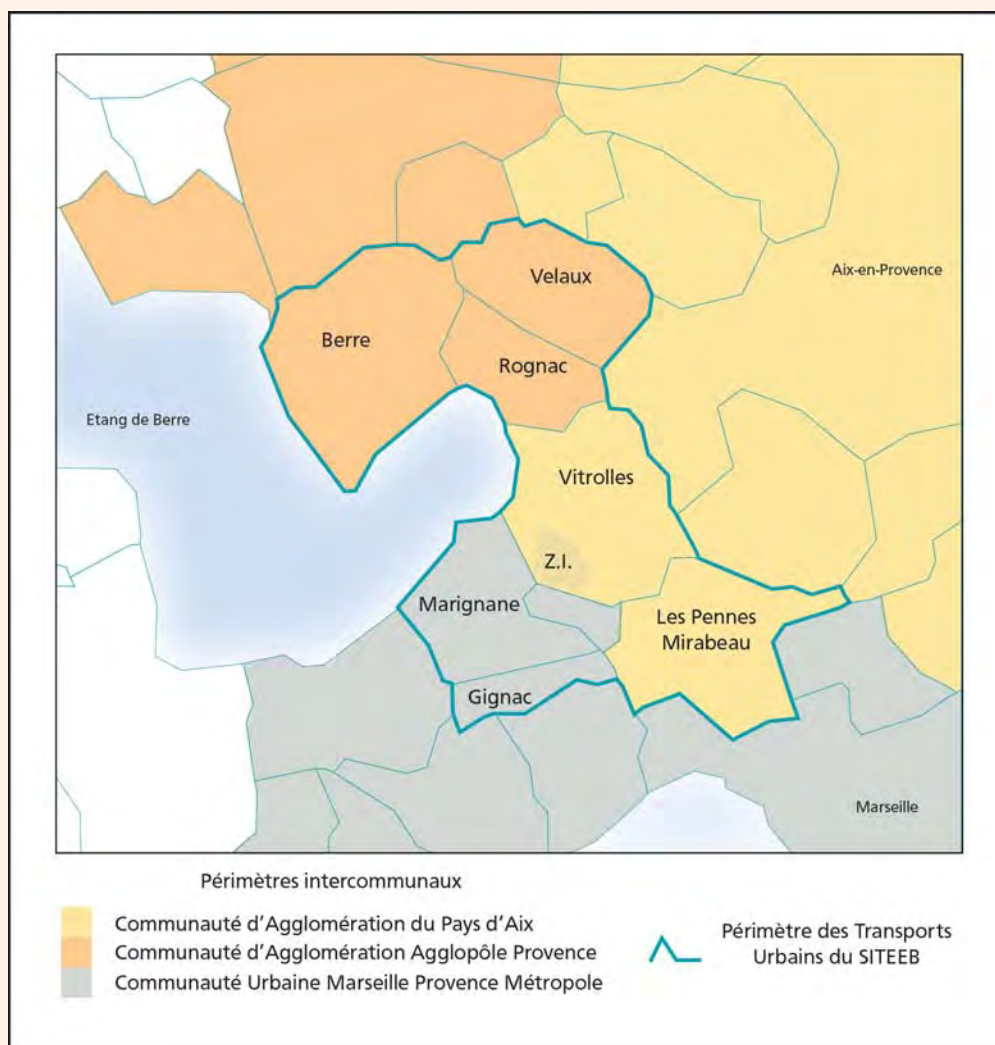 Velaux
Aix-en-Provence
Berre
Rognac
Etang de Berre
Vitrolles
Z.I.
Marignane
Les Pennes
Mirabeau
Gignac
Marseille
Périmètres intercommunaux
Communauté d'Agglomération du Pays d'Aix
Communauté d'Agglomération Agglopôle Provence
Communauté Urbaine Marseille Provence Métropole
Périmètre des Transports
Urbains du SITEEB